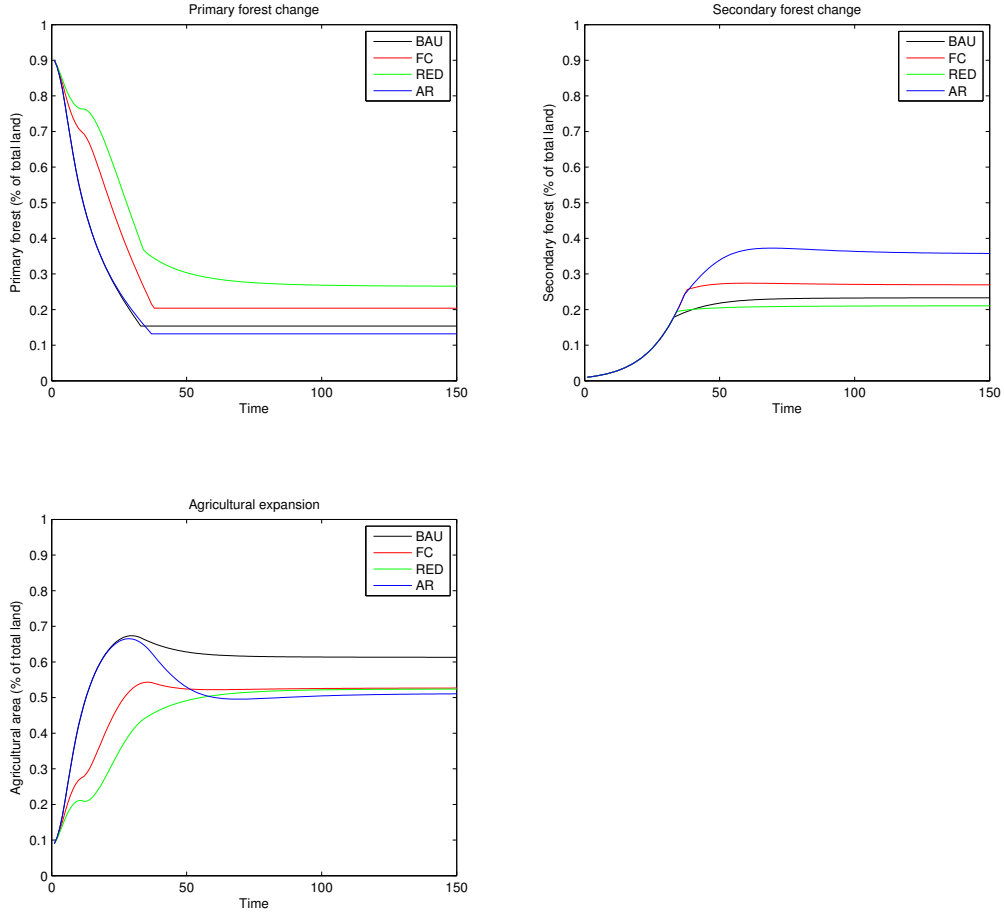 Primary forest change
1
0.9
0.8
0.7
0.6
0.5
0.4
0.3
0.2
0.1
0
0
50
100
150
Time
Primary forest (% of total land)
BAU
FC
RED
AR
Secondary forest change
1
0.9
0.8
0.7
0.6
0.5
0.4
0.3
0.2
0.1
0
0
50
100
150
Time
Secondary forest (% of total land)
BAU
FC
RED
AR
Agricultural expansion
1
0.9
0.8
0.7
0.6
0.5
0.4
0.3
0.2
0.1
0
0
50
100
150
Time
Agricultural area (% of total land)
BAU
FC
RED
AR